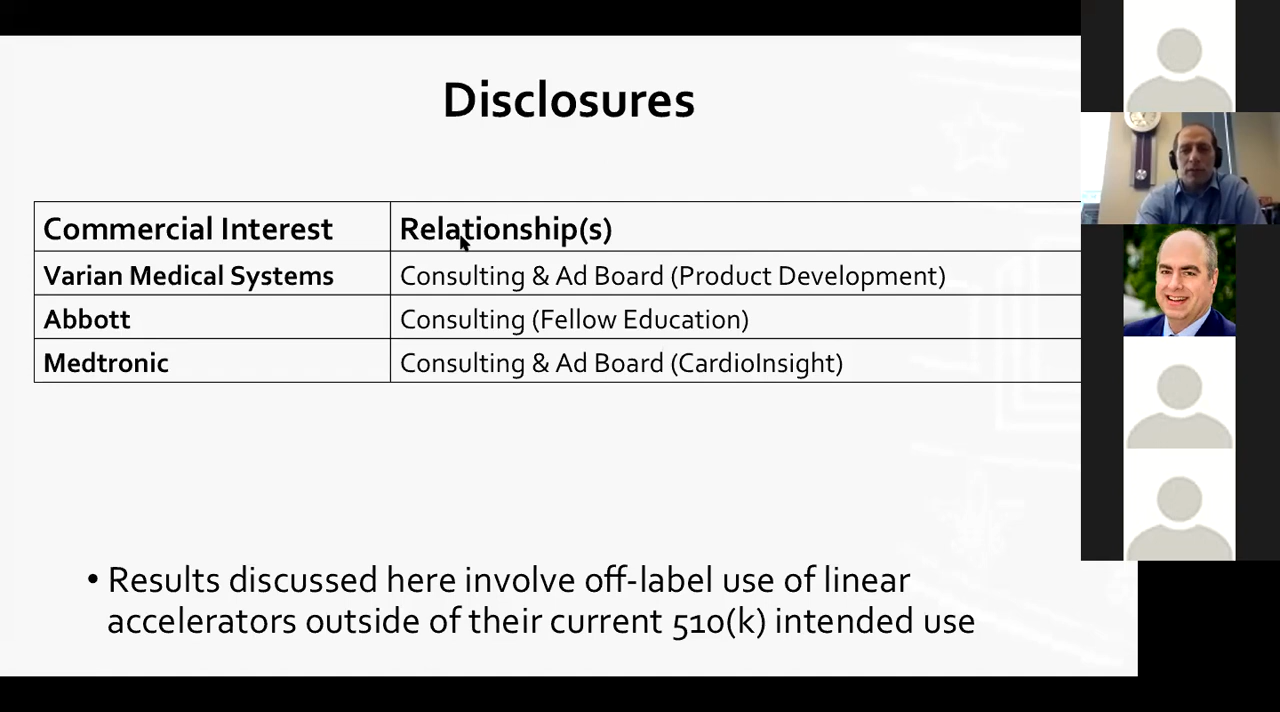 Disclosures
Commercial Interest Relationship(s)
Varian Medical Systems Consulting & Ad Board (Product Development)
Abbott Consulting (Fellow Education)
Medtronic Consulting & Ad Board (CardioInsight)
• Results discussed here involve off-label use of linear
accelerators outside of their current 510(k) intended use